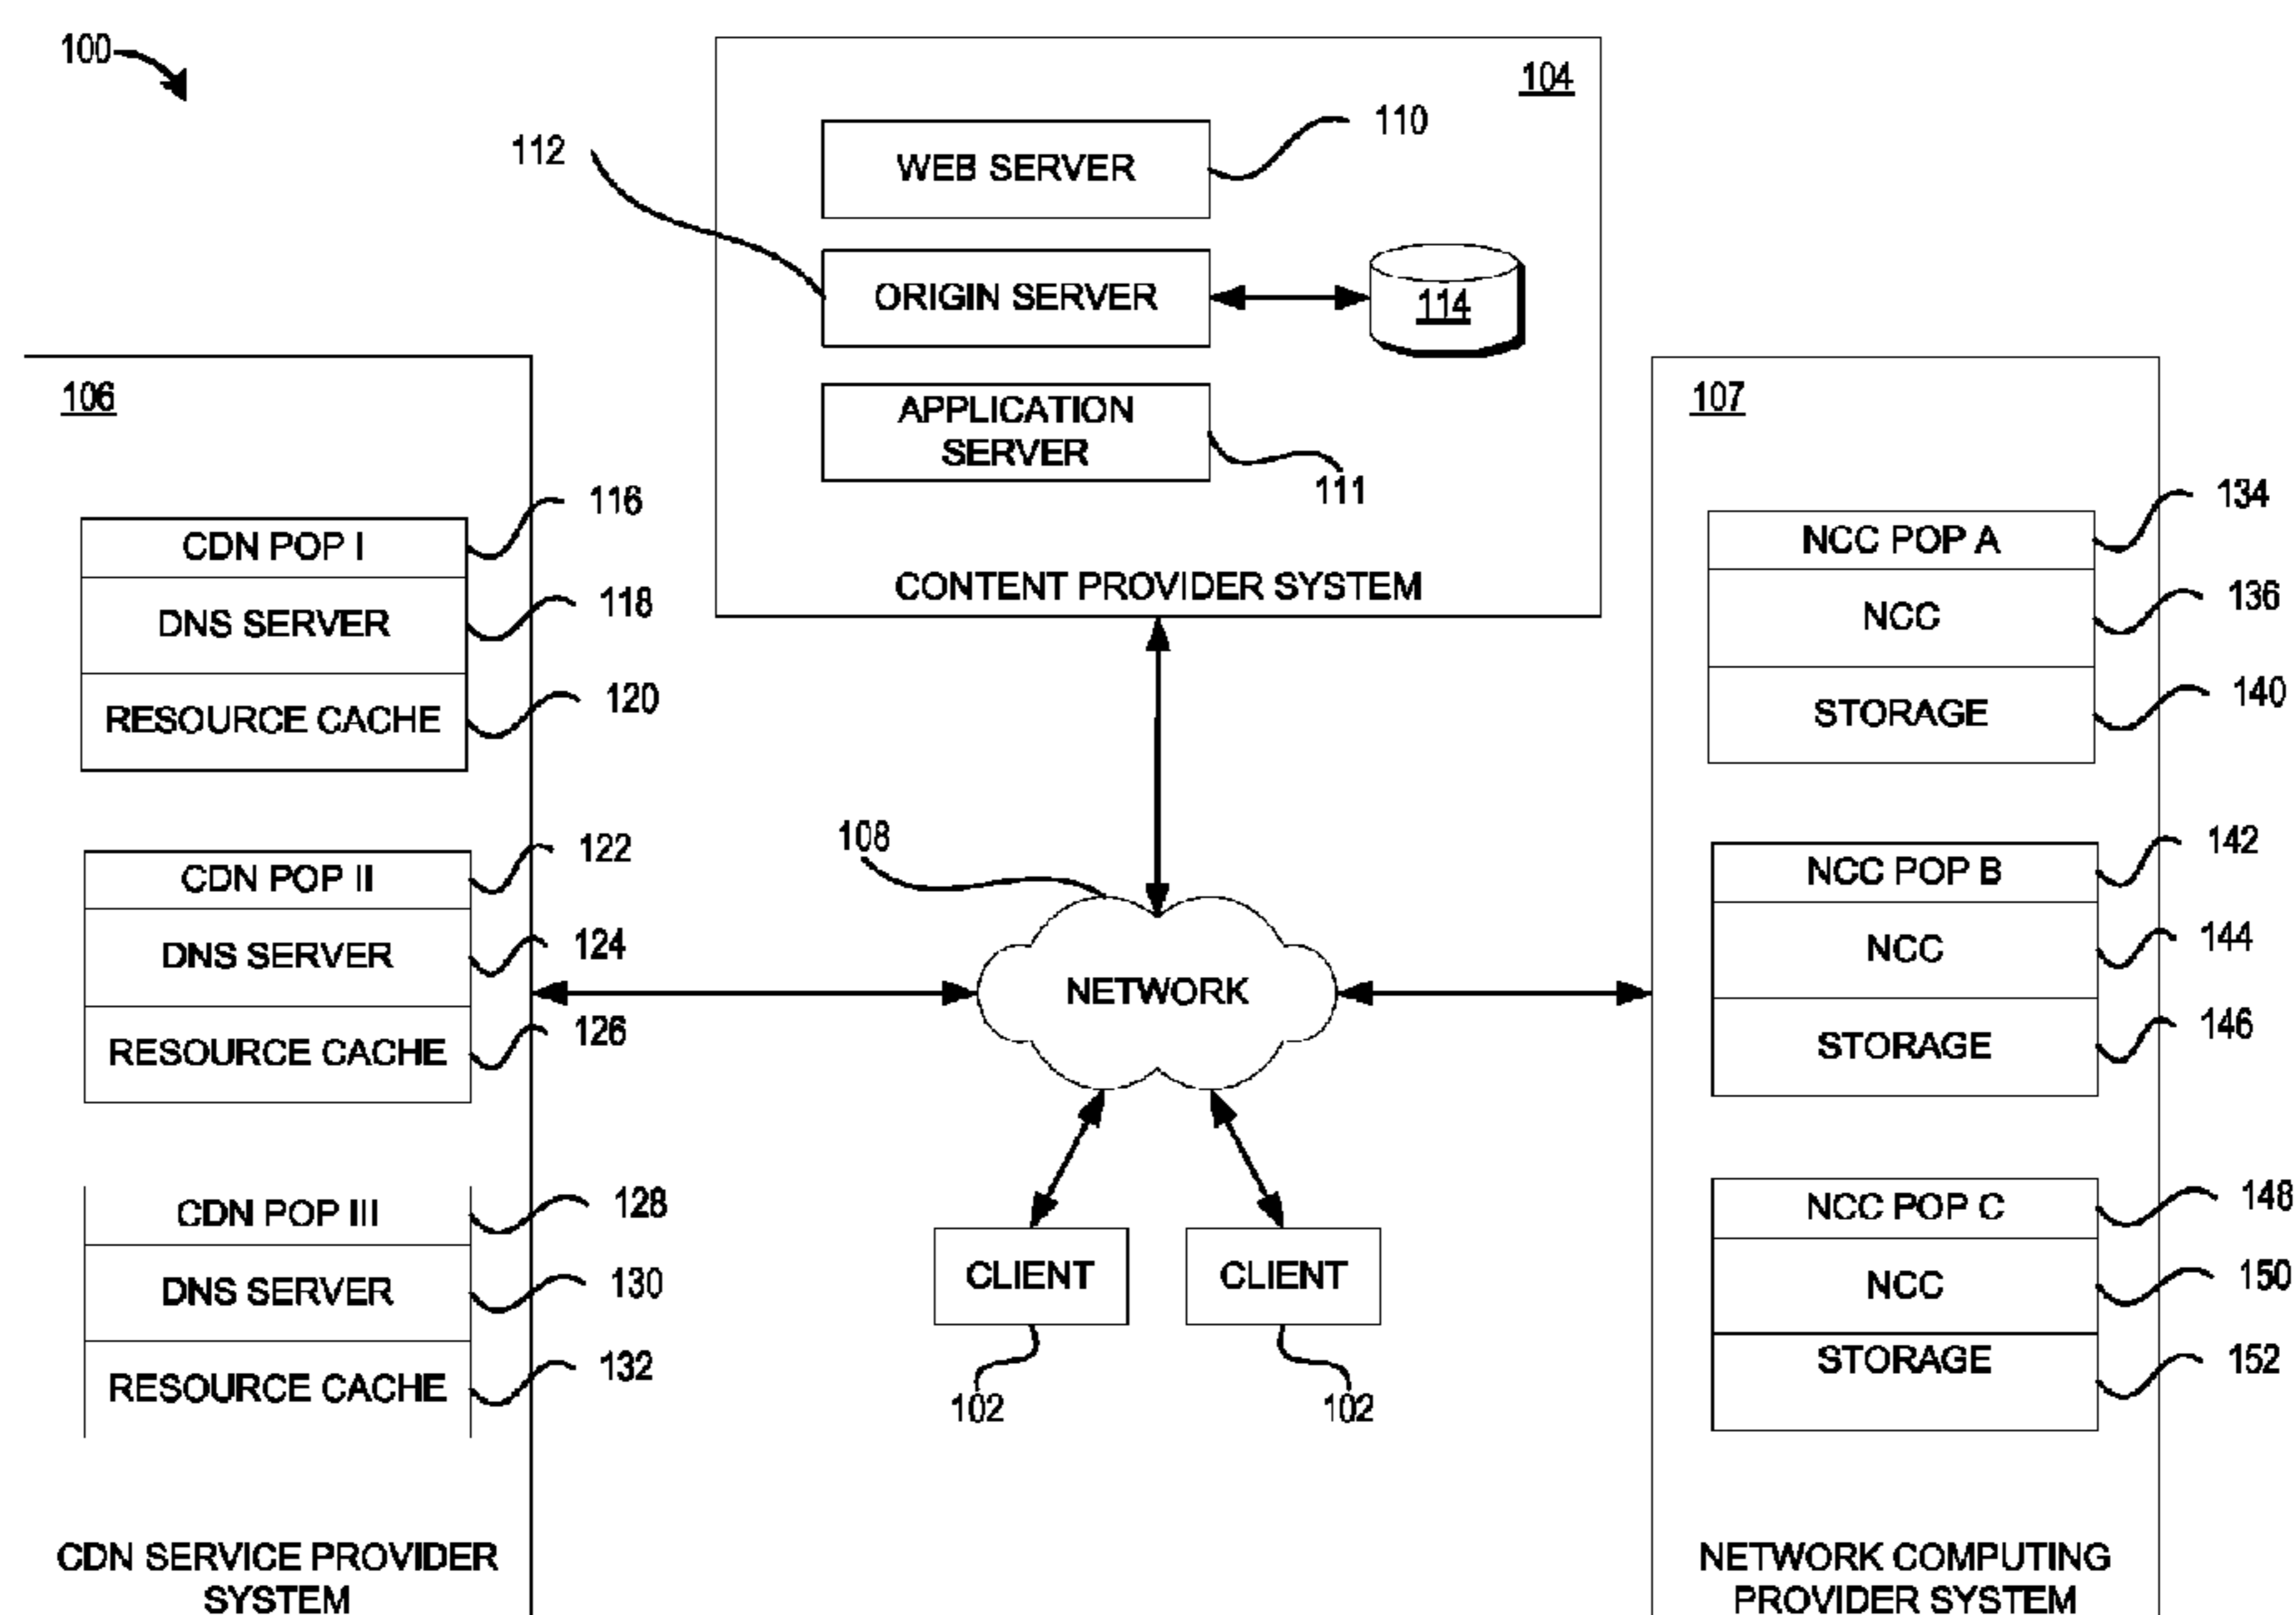 100
104
WEB SERVER
110
112
ORIGIN SERVER
114
APPLICATION
SERVER
111
CONTENT PROVIDER SYSTEM
106
CDN POP I
116
DNS SERVER
118
RESOURCE CACHE
120
CDN POP II
122
DNS SERVER
124
RESOURCE CACHE
126
CDN POP III
128
DNS SERVER
130
RESOURCE CACHE
132
CDN SERVICE PROVIDER
SYSTEM
108
NETWORK
CLIENT
CLIENT
102
102
107
NCC POP A
134
NCC
136
STORAGE
140
NCC POP B
142
NCC
144
STORAGE
146
NCC POP C
148
NCC
150
STORAGE
152
NETWORK COMPUTING
PROVIDER SYSTEM